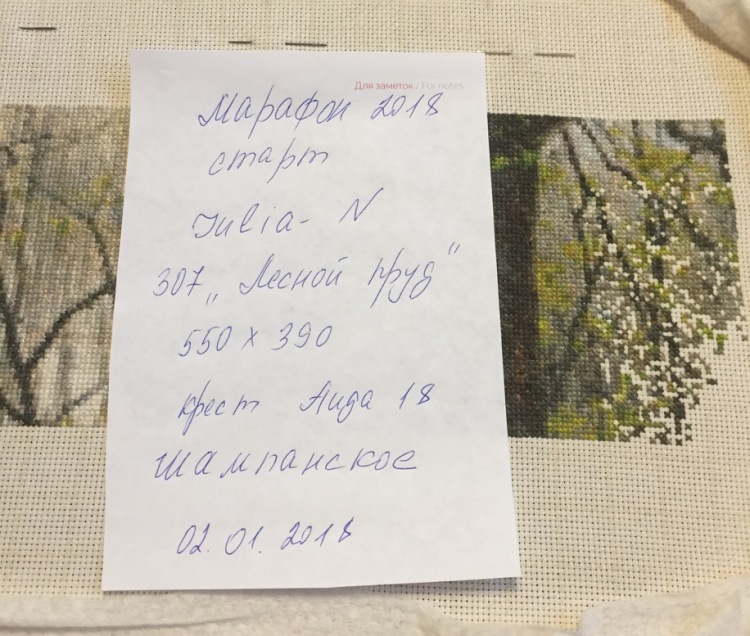 Для заметок / For notes
Марафон 2018
старт
Iulia-N
307 „Лесной пруд"
550 x 390
крест Аида 18
Шампанское
02.01.2018